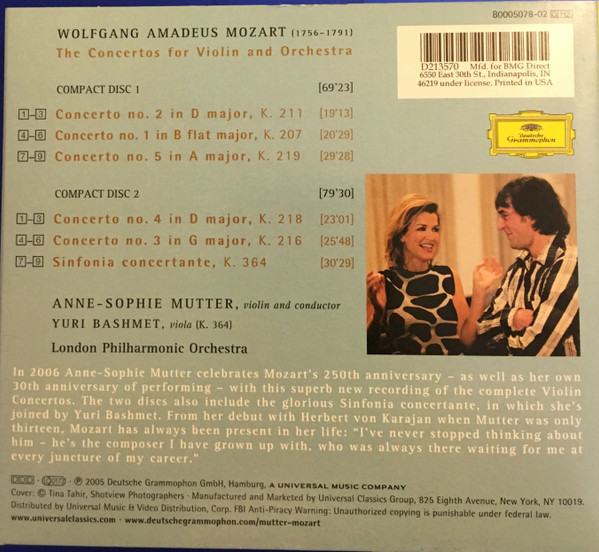 WOLFGANG AMADEUS MOZART (1756–1791)
The Concertos for Violin and Orchestra
COMPACT DISC 1 [69'23]
1–3 Concerto no. 2 in D major, K. 211 [19'13]
4–6 Concerto no. 1 in B flat major, K. 207 [20'29]
7–9 Concerto no. 5 in A major, K. 219 [29'28]
COMPACT DISC 2 [79'30]
1–3 Concerto no. 4 in D major, K. 218 [23'01]
4–6 Concerto no. 3 in G major, K. 216 [25'48]
7–9 Sinfonia concertante, K. 364 [30'29]
ANNE-SOPHIE MUTTER, violin and conductor
YURI BASHMET, viola (K. 364)
London Philharmonic Orchestra
B0005078-02
D213570 Mfd. for BMG Direct
6550 East 30th St., Indianapolis, IN
46219 under license. Printed in USA
Deutsche
Grammophon
In 2006 Anne-Sophie Mutter celebrates Mozart's 250th anniversary – as well as her own
30th anniversary of performing – with this superb new recording of the complete Violin
Concertos. The two discs also include the glorious Sinfonia concertante, in which she's
joined by Yuri Bashmet. From her debut with Herbert von Karajan when Mutter was only
thirteen, Mozart has always been present in her life: "I've never stopped thinking about
him – he's the composer I have grown up with, who was always there waiting for me at
every juncture of my career."
DDD · ℗ 2005 Deutsche Grammophon GmbH, Hamburg, A UNIVERSAL MUSIC COMPANY
Cover: © Tina Tahir, Shotview Photographers · Manufactured and Marketed by Universal Classics Group, 825 Eighth Avenue, New York, NY 10019.
Distributed by Universal Music & Video Distribution, Corp. FBI Anti-Piracy Warning: Unauthorized copying is punishable under federal law.
www.universalclassics.com · www.deutschegrammophon.com/mutter-mozart